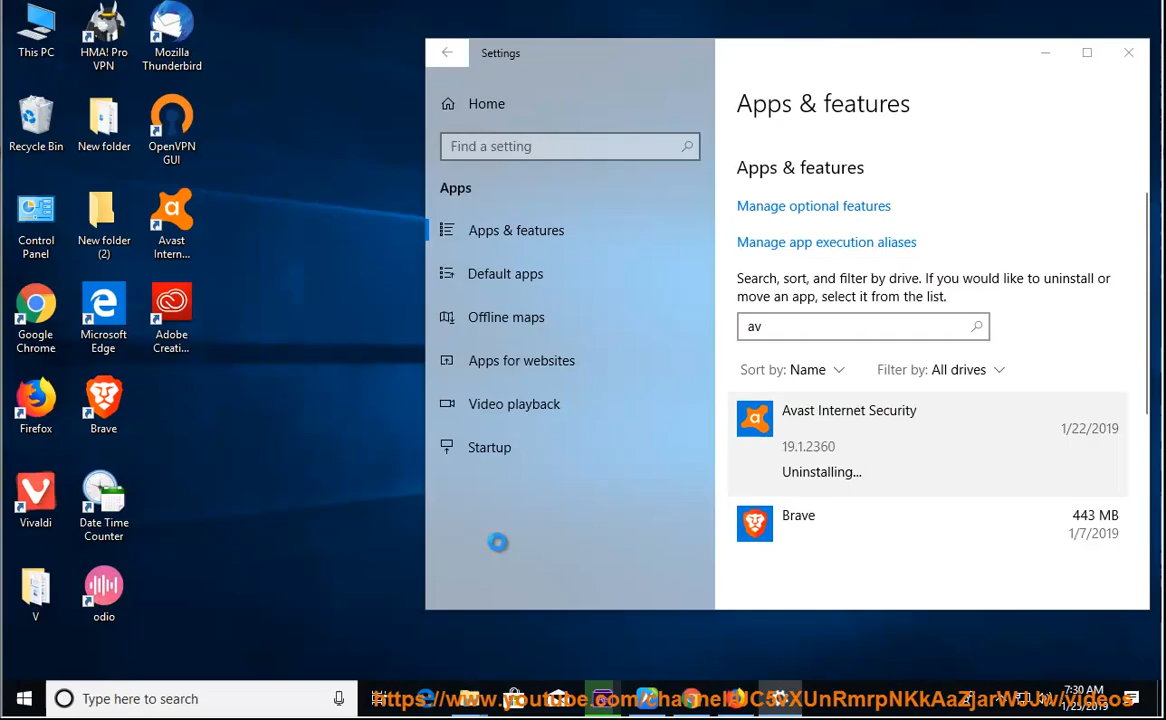 This PC
HMA! Pro
VPN
Mozilla
Thunderbird
Recycle Bin
New folder
OpenVPN
GUI
Control
Panel
New folder
(2)
Avast
Intern...
Google
Chrome
Microsoft
Edge
Adobe
Creati...
Firefox
Brave
Vivaldi
Date Time
Counter
V
odio
Settings
Home
Find a setting
Apps
Apps & features
Default apps
Offline maps
Apps for websites
Video playback
Startup
Apps & features
Apps & features
Manage optional features
Manage app execution aliases
Search, sort, and filter by drive. If you would like to uninstall or
move an app, select it from the list.
av
Sort by: Name
Filter by: All drives
Avast Internet Security
1/22/2019
19.1.2360
Uninstalling...
Brave
443 MB
1/7/2019
Type here to search
7:30 AM
1/25/2019